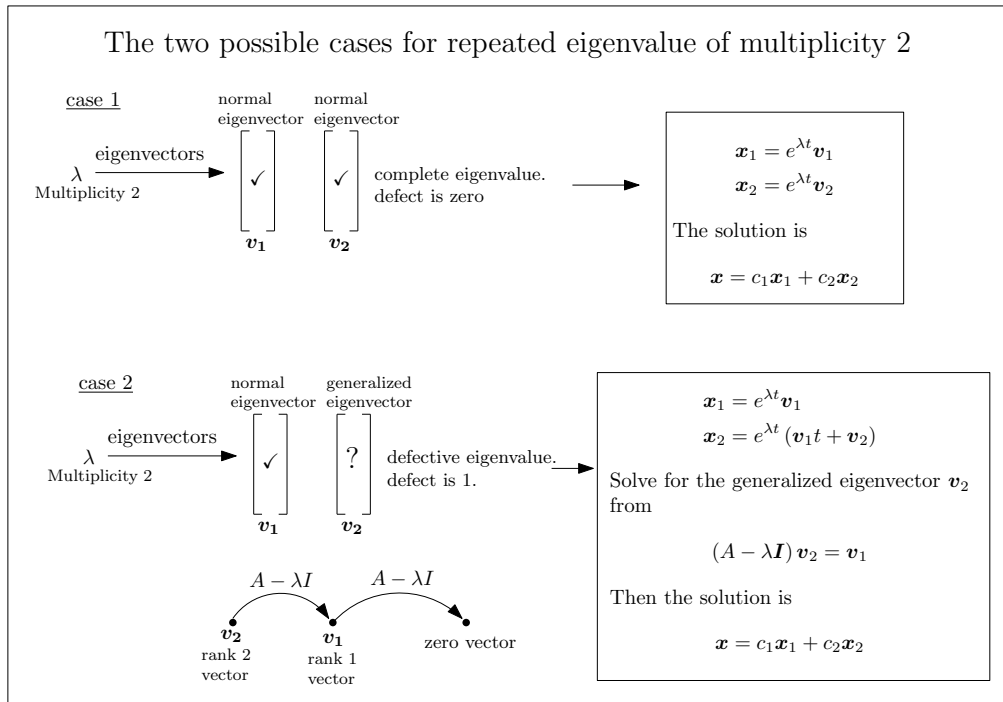 The two possible cases for repeated eigenvalue of multiplicity 2
case 1
normal
eigenvector
normal
eigenvector
eigenvectors
λ
Multiplicity 2
✓
✓
v₁
v₂
complete eigenvalue.
defect is zero
x₁ = e^{λt} v₁
x₂ = e^{λt} v₂
The solution is
x = c₁x₁ + c₂x₂
case 2
normal
eigenvector
generalized
eigenvector
eigenvectors
λ
Multiplicity 2
✓
?
v₁
v₂
defective eigenvalue.
defect is 1.
A − λI
A − λI
v₂
rank 2
vector
v₁
rank 1
vector
zero vector
x₁ = e^{λt} v₁
x₂ = e^{λt} (v₁t + v₂)
Solve for the generalized eigenvector v₂
from
(A − λI) v₂ = v₁
Then the solution is
x = c₁x₁ + c₂x₂